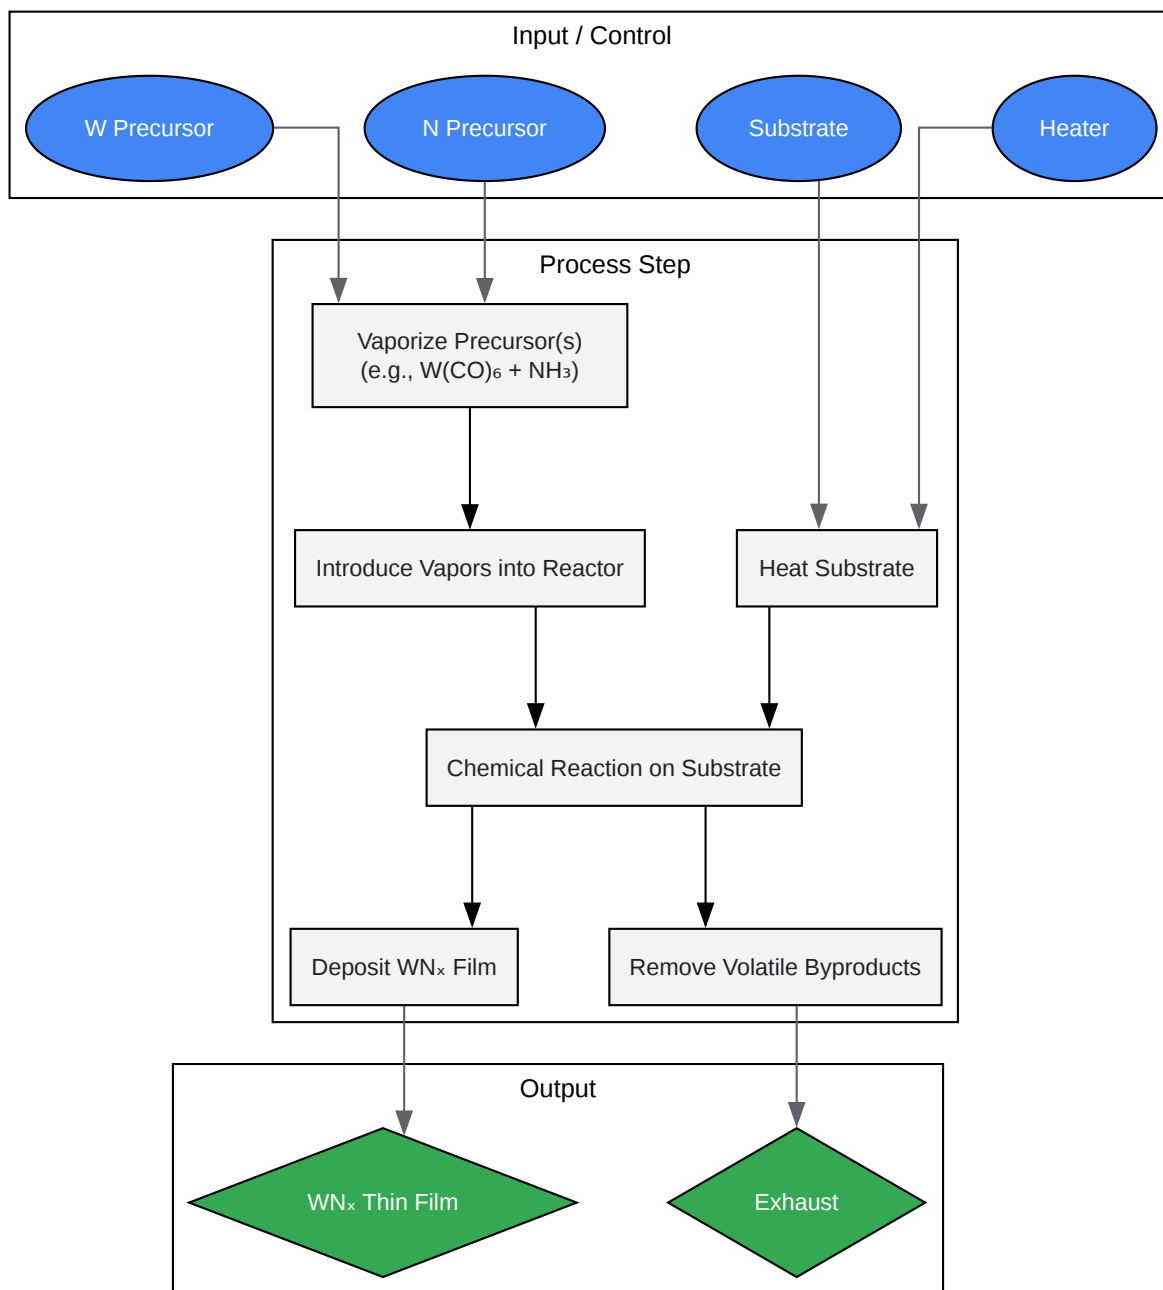 Input / Control
W Precursor
N Precursor
Substrate
Heater
Process Step
Vaporize Precursor(s)
(e.g., W(CO)₆ + NH₃)
Introduce Vapors into Reactor
Heat Substrate
Chemical Reaction on Substrate
Deposit WNₓ Film
Remove Volatile Byproducts
Output
WNₓ Thin Film
Exhaust